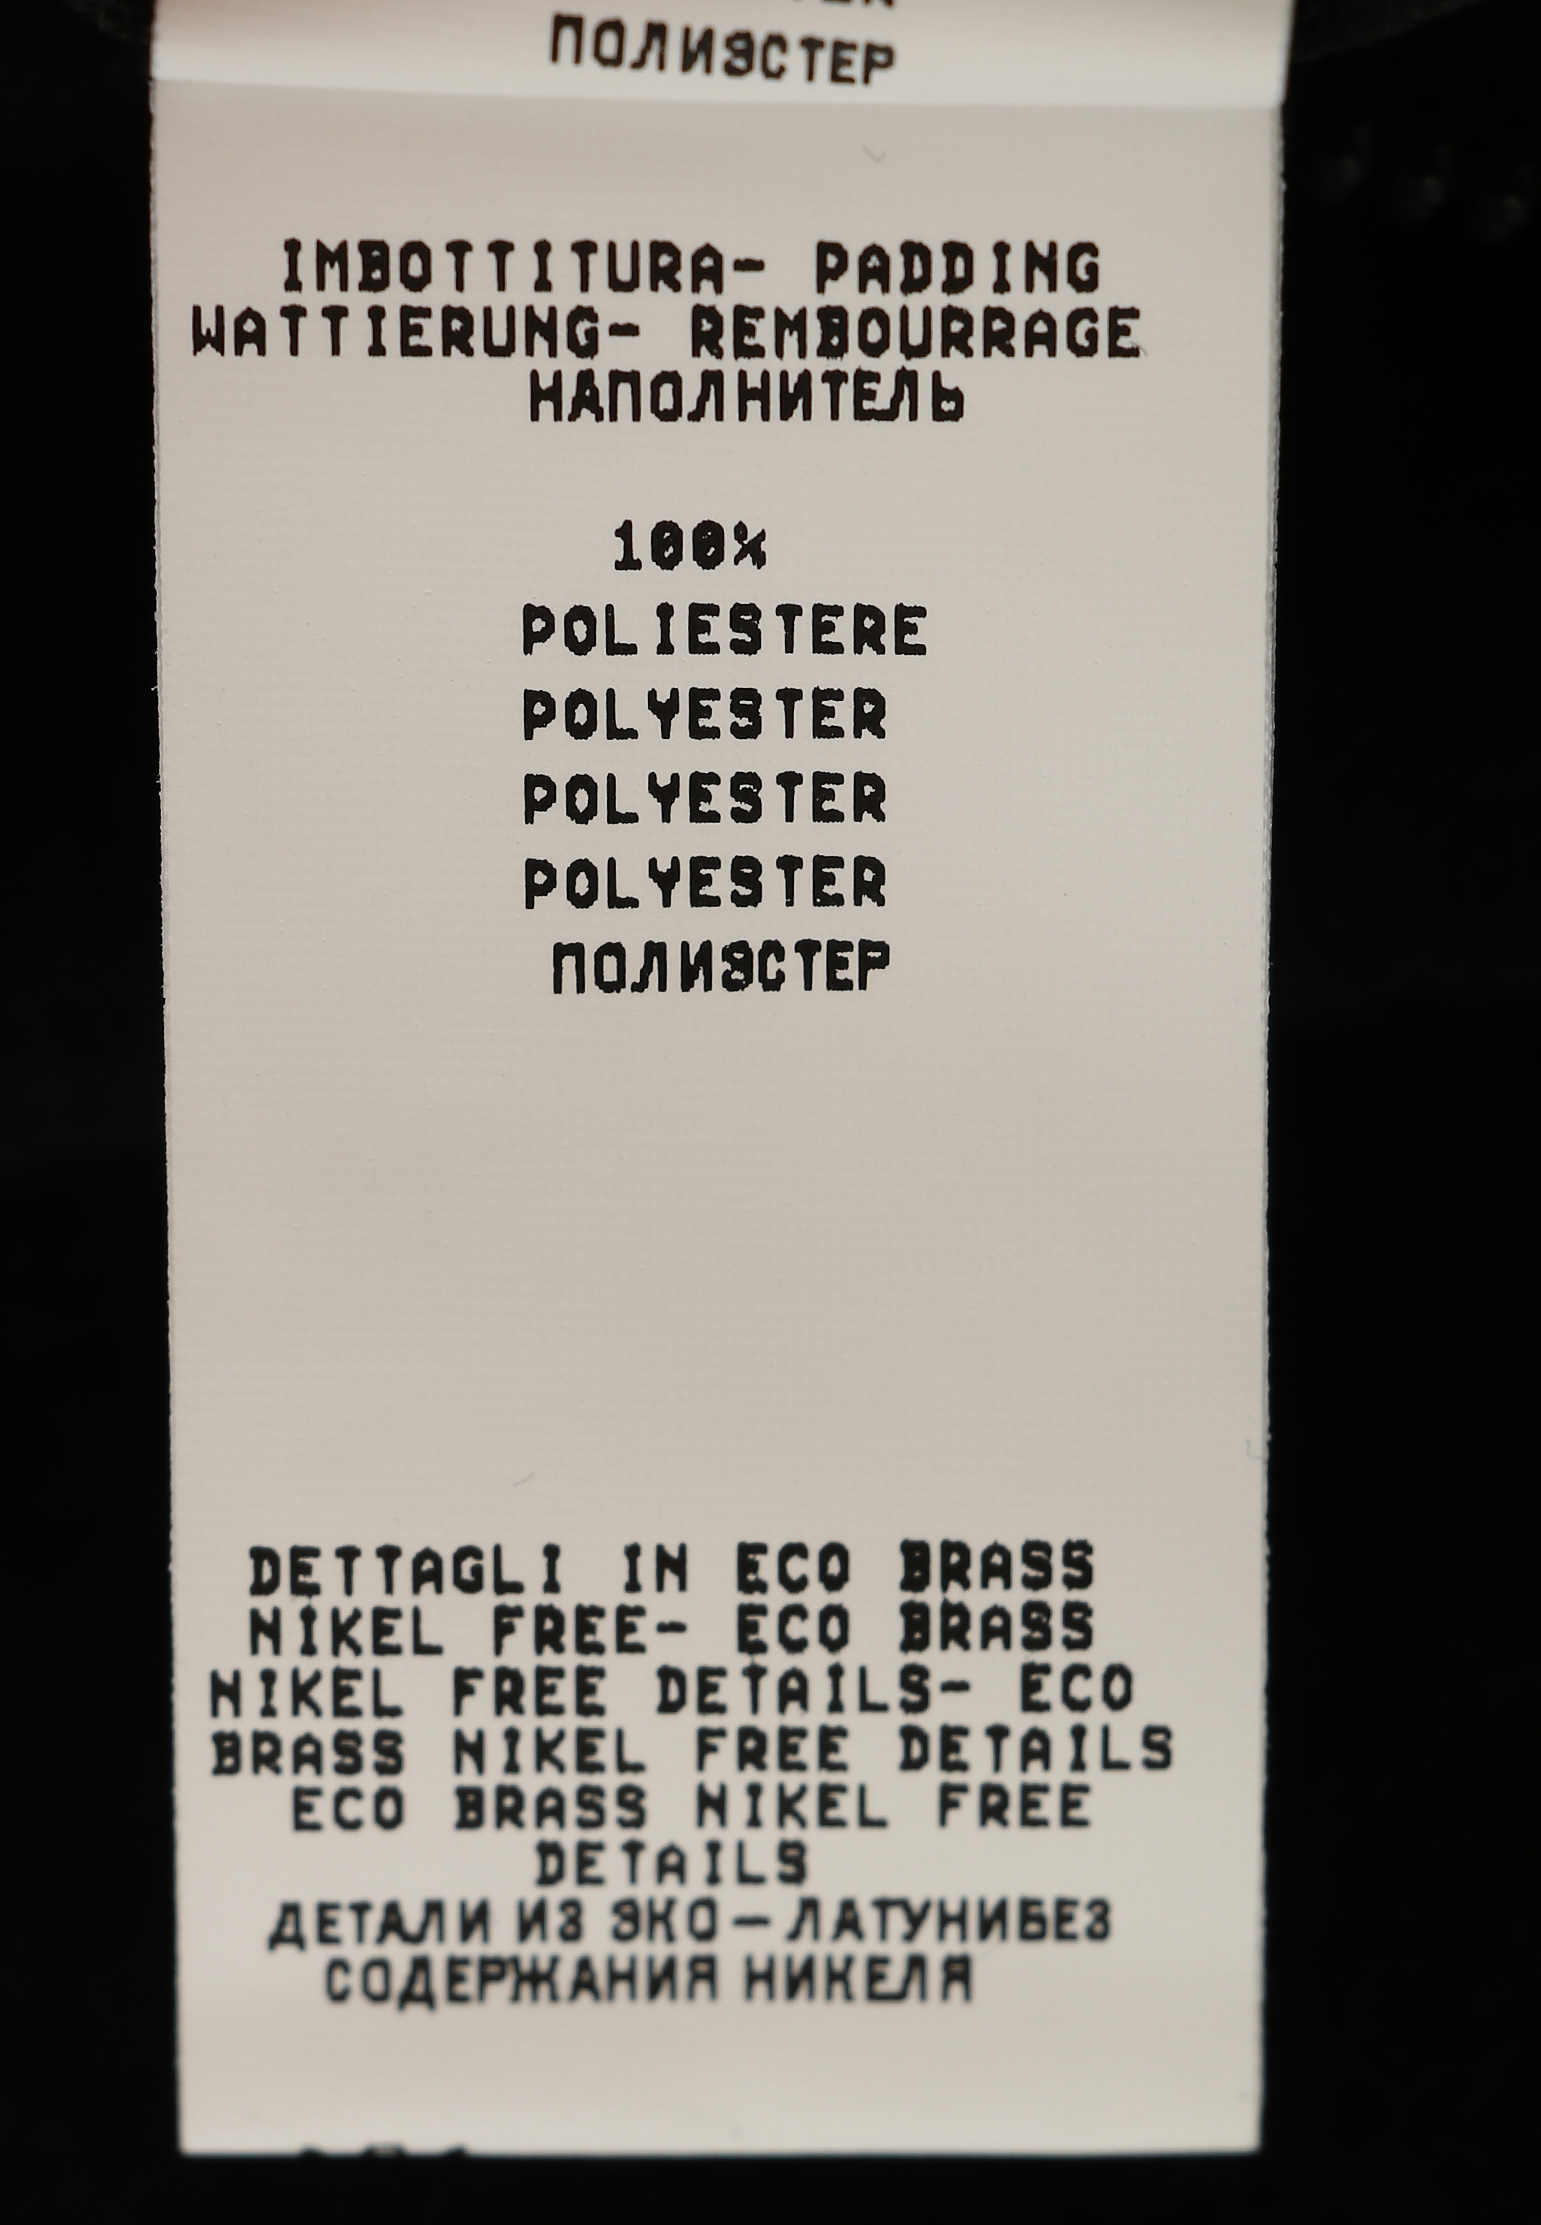 ПОЛИЭСТЕР
IMBOTTITURA- PADDING
WATTIERUNG- REMBOURRAGE
НАПОЛНИТЕЛЬ
100%
POLIESTERE
POLYESTER
POLYESTER
POLYESTER
ПОЛИЭСТЕР
DETTAGLI IN ECO BRASS
NIKEL FREE- ECO BRASS
NIKEL FREE DETAILS- ECO
BRASS NIKEL FREE DETAILS
ECO BRASS NIKEL FREE
DETAILS
ДЕТАЛИ ИЗ ЭКО-ЛАТУНИБЕЗ
СОДЕРЖАНИЯ НИКЕЛЯ